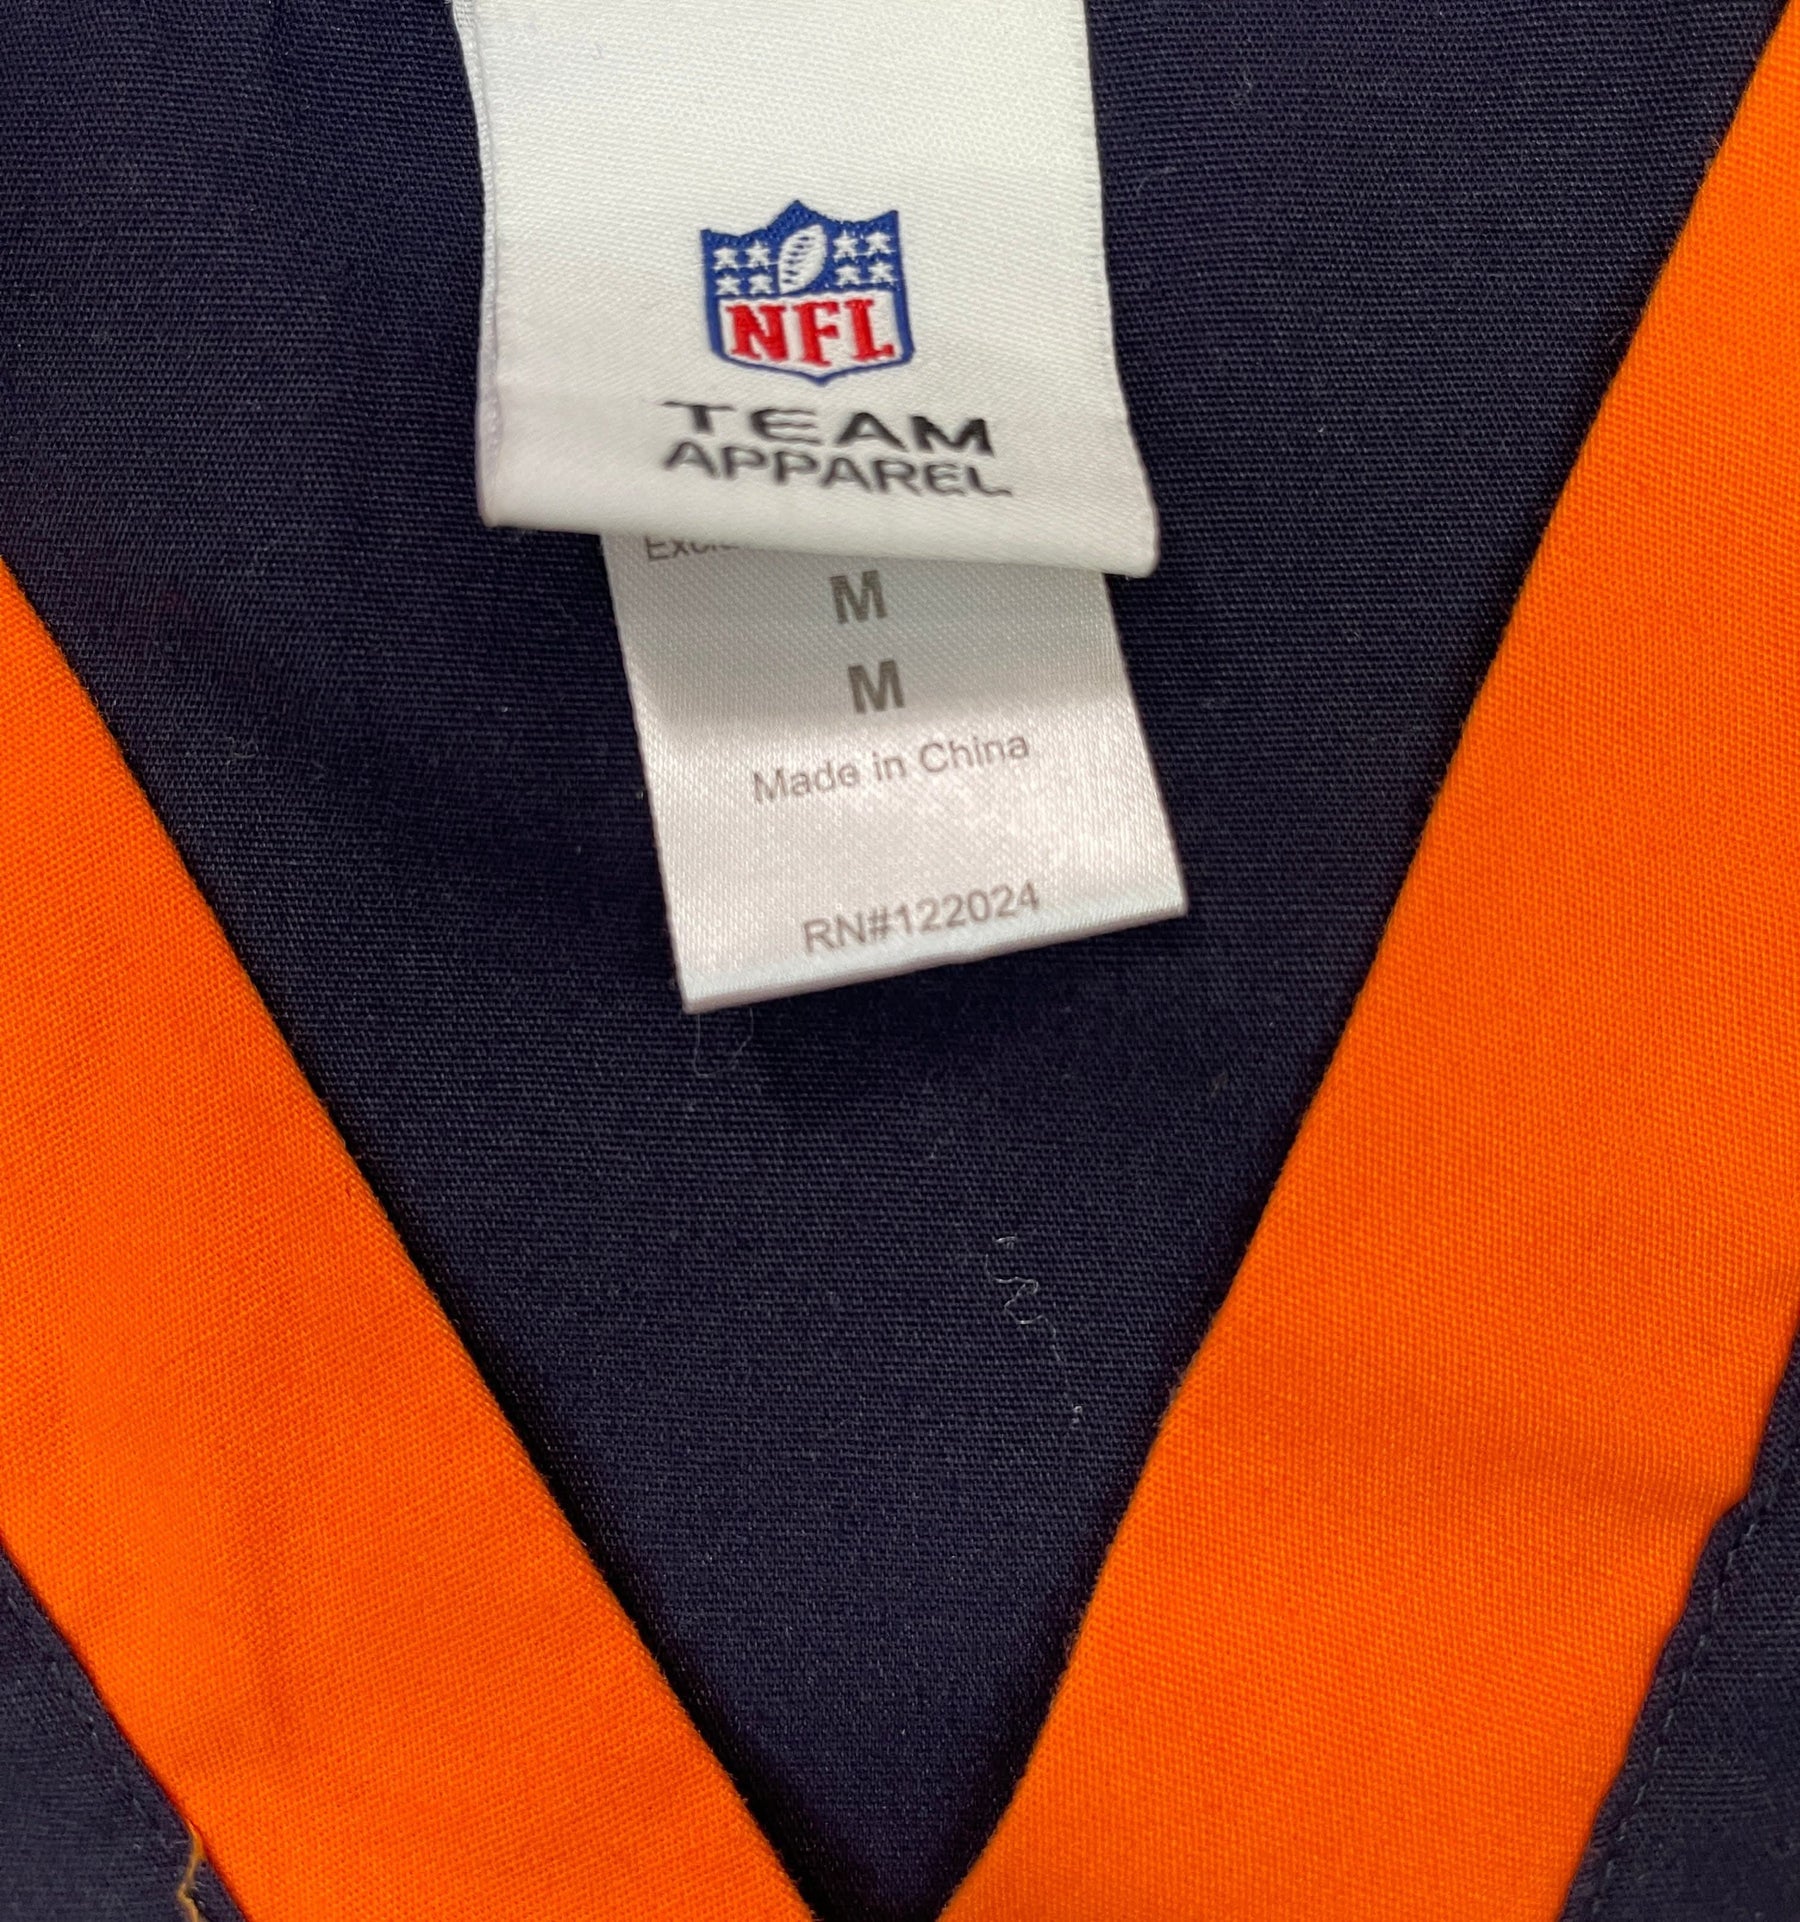 NFL
TEAM
APPAREL
M
M
Made in China
RN#122024